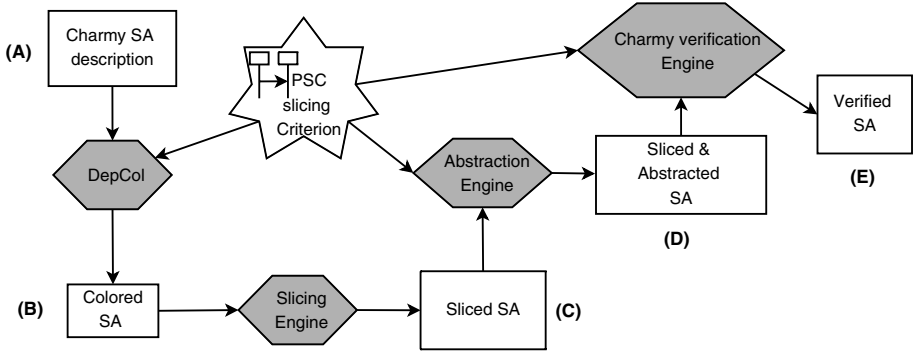 (A)
Charmy SA
description
PSC
slicing
Criterion
Charmy verification
Engine
Verified
SA
(E)
DepCol
Abstraction
Engine
Sliced &
Abstracted
SA
(D)
(B)
Colored
SA
Slicing
Engine
Sliced SA
(C)